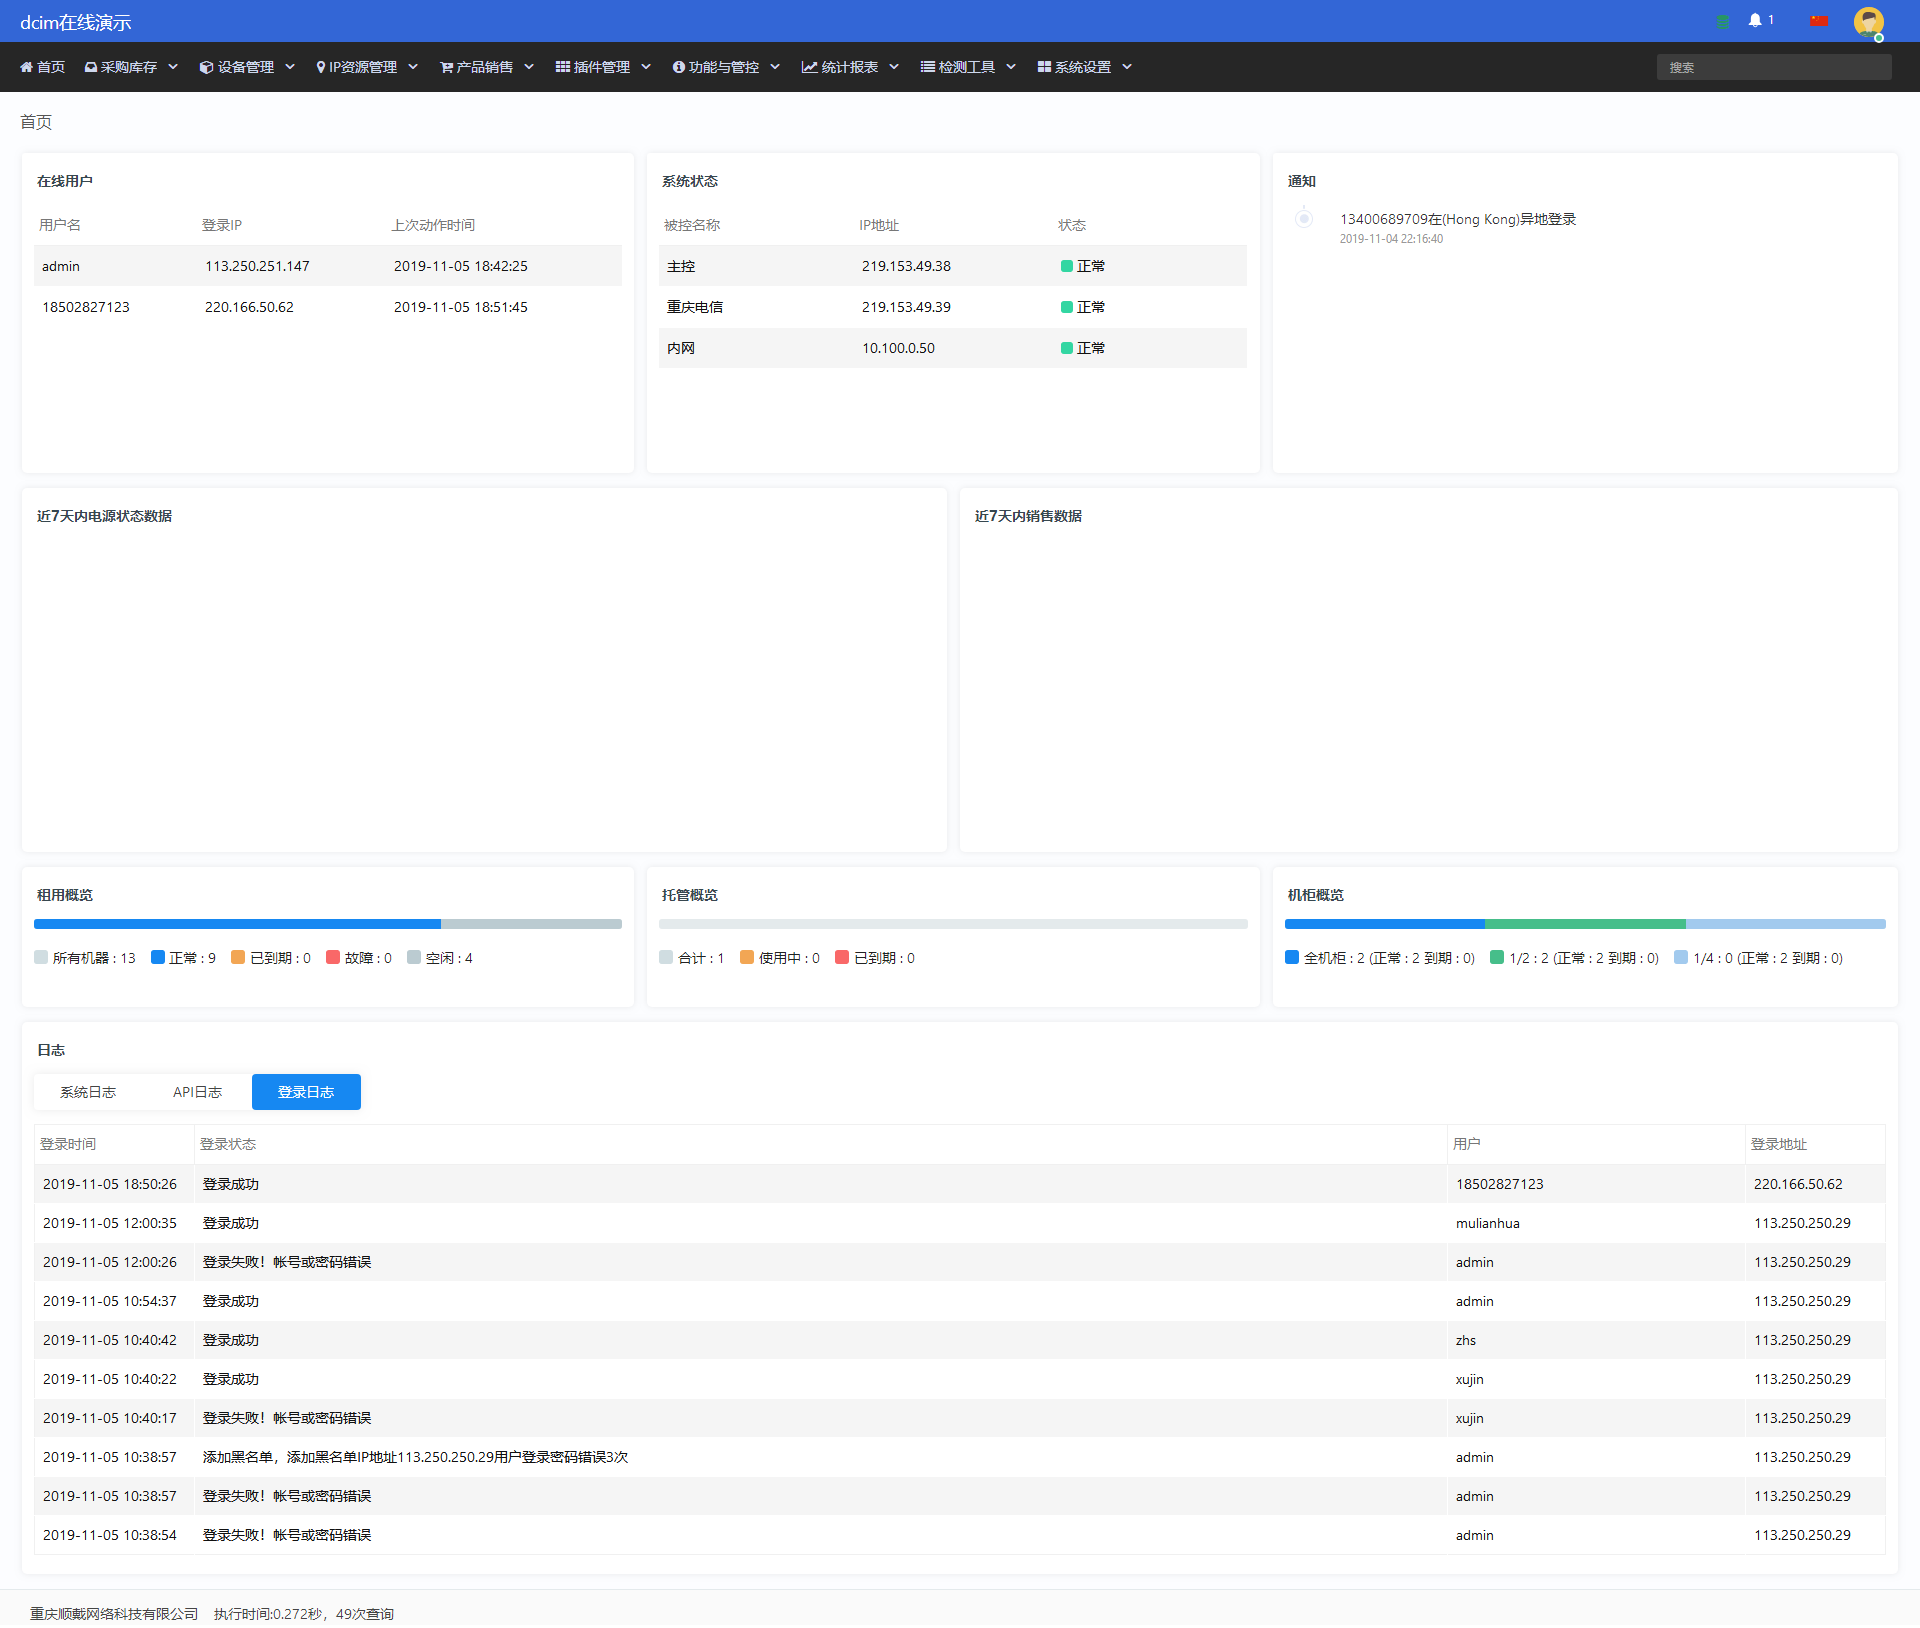 dcim在线演示
1
首页 采购库存 设备管理 IP资源管理 产品销售 插件管理 功能与管控 统计报表 检测工具 系统设置 搜索
首页
在线用户
用户名 登录IP 上次动作时间
admin 113.250.251.147 2019-11-05 18:42:25
18502827123 220.166.50.62 2019-11-05 18:51:45
系统状态
被控名称 IP地址 状态
主控 219.153.49.38 正常
重庆电信 219.153.49.39 正常
内网 10.100.0.50 正常
通知
13400689709在(Hong Kong)异地登录
2019-11-04 22:16:40
近7天内电源状态数据
近7天内销售数据
租用概览
所有机器 : 13 正常 : 9 已到期 : 0 故障 : 0 空闲 : 4
托管概览
合计 : 1 使用中 : 0 已到期 : 0
机柜概览
全机柜 : 2 (正常 : 2 到期 : 0) 1/2 : 2 (正常 : 2 到期 : 0) 1/4 : 0 (正常 : 2 到期 : 0)
日志
系统日志 API日志 登录日志
登录时间 登录状态 用户 登录地址
2019-11-05 18:50:26 登录成功 18502827123 220.166.50.62
2019-11-05 12:00:35 登录成功 mulianhua 113.250.250.29
2019-11-05 12:00:26 登录失败！帐号或密码错误 admin 113.250.250.29
2019-11-05 10:54:37 登录成功 admin 113.250.250.29
2019-11-05 10:40:42 登录成功 zhs 113.250.250.29
2019-11-05 10:40:22 登录成功 xujin 113.250.250.29
2019-11-05 10:40:17 登录失败！帐号或密码错误 xujin 113.250.250.29
2019-11-05 10:38:57 添加黑名单，添加黑名单IP地址113.250.250.29用户登录密码错误3次 admin 113.250.250.29
2019-11-05 10:38:57 登录失败！帐号或密码错误 admin 113.250.250.29
2019-11-05 10:38:54 登录失败！帐号或密码错误 admin 113.250.250.29
重庆顺戴网络科技有限公司 执行时间:0.272秒，49次查询